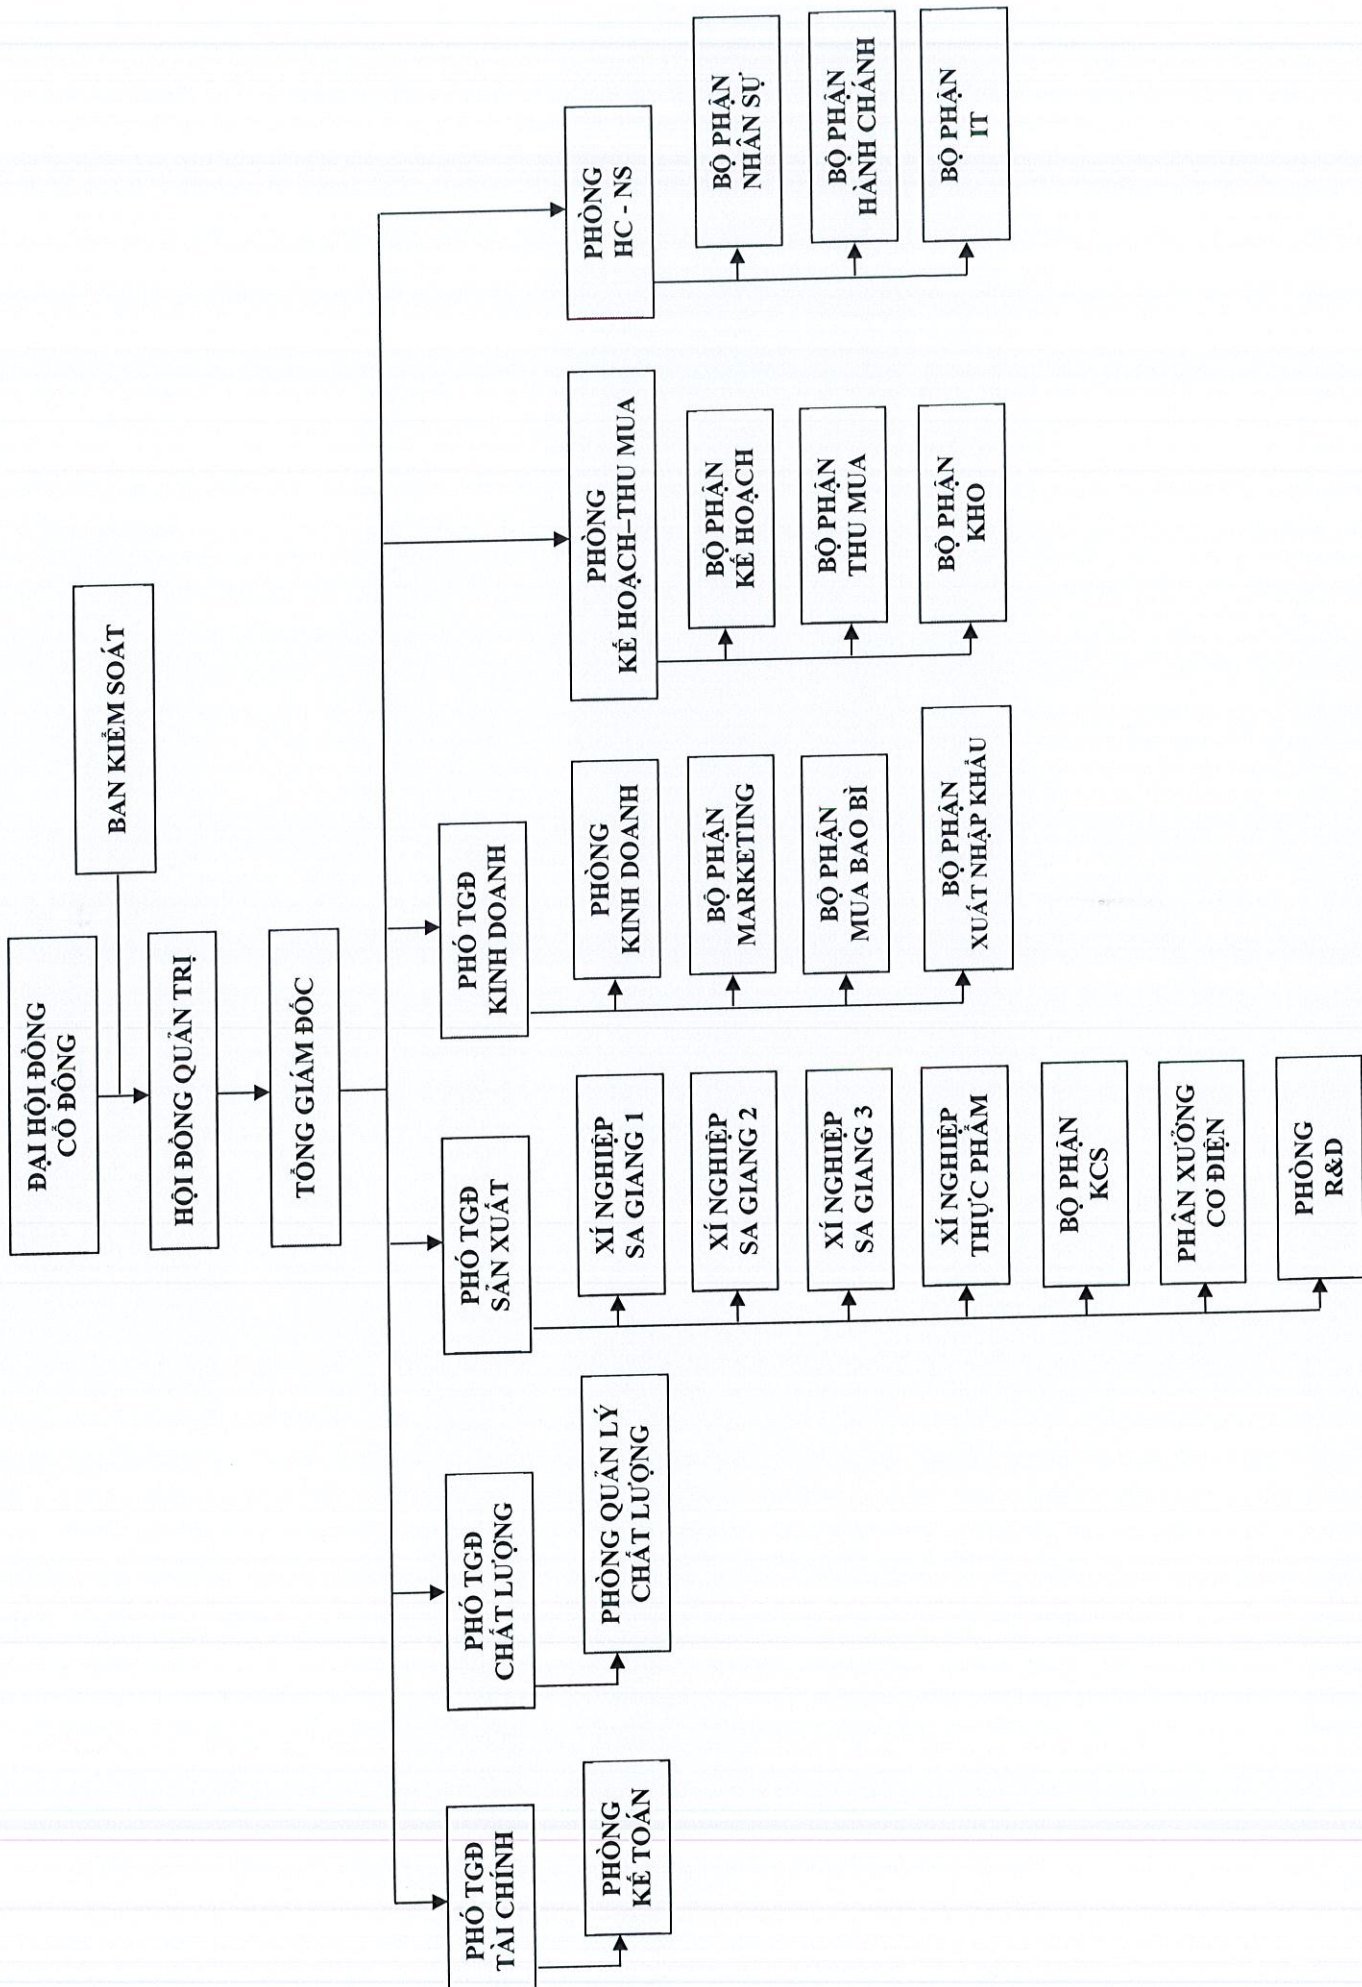 ĐẠI HỘI ĐỒNG
CỔ ĐÔNG
BAN KIỂM SOÁT
HỘI ĐỒNG QUẢN TRỊ
TỔNG GIÁM ĐỐC
PHÓ TGĐ
TÀI CHÍNH
PHÒNG
KẾ TOÁN
PHÓ TGĐ
CHẤT LƯỢNG
PHÒNG QUẢN LÝ
CHẤT LƯỢNG
PHÓ TGĐ
SẢN XUẤT
XÍ NGHIỆP
SA GIANG 1
XÍ NGHIỆP
SA GIANG 2
XÍ NGHIỆP
SA GIANG 3
XÍ NGHIỆP
THỰC PHẨM
BỘ PHẬN
KCS
PHÂN XƯỞNG
CƠ ĐIỆN
PHÒNG
R&D
PHÓ TGĐ
KINH DOANH
PHÒNG
KINH DOANH
BỘ PHẬN
MARKETING
BỘ PHẬN
MUA BAO BÌ
BỘ PHẬN
XUẤT NHẬP KHẨU
PHÒNG
KẾ HOẠCH–THU MUA
BỘ PHẬN
KẾ HOẠCH
BỘ PHẬN
THU MUA
BỘ PHẬN
KHO
PHÒNG
HC - NS
BỘ PHẬN
NHÂN SỰ
BỘ PHẬN
HÀNH CHÁNH
BỘ PHẬN
IT